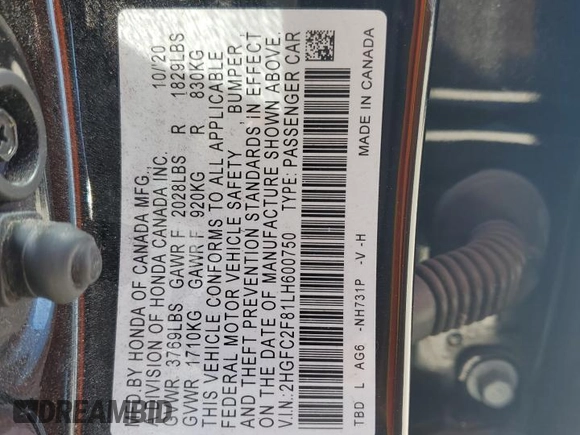 MFD BY HONDA OF CANADA MFG. 10/20
A DIVISION OF HONDA CANADA INC.
GVWR 3739LBS GAWR F 2028LBS R 1828LBS
GVWR 1710KG GAWR F 920KG R 830KG
THIS VEHICLE CONFORMS TO ALL APPLICABLE
FEDERAL MOTOR VEHICLE SAFETY, BUMPER,
AND THEFT PREVENTION STANDARDS IN EFFECT
ON THE DATE OF MANUFACTURE SHOWN ABOVE.
V.I.N.: 2HGFC2F81LH600750 TYPE: PASSENGER CAR
TBD L AG6 -NH731P -V -H MADE IN CANADA
DREAMBID